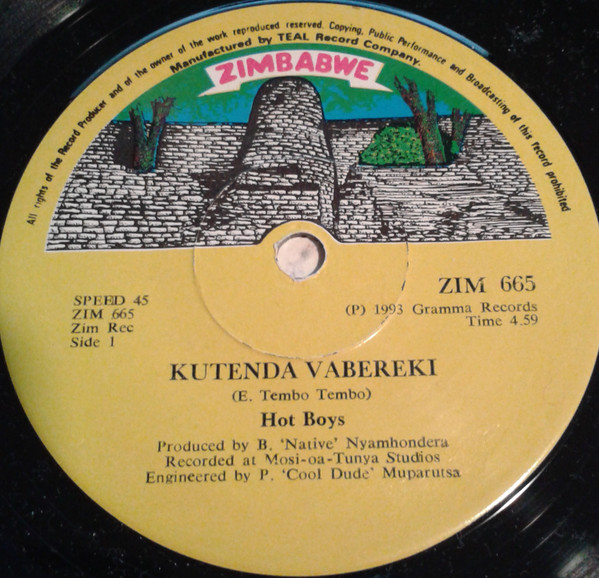 All rights of the Record Producer and of the owner of the work reproduced reserved. Copying, Public Performance and Broadcasting of this record prohibited
Manufactured by TEAL Record Company.
ZIMBABWE
SPEED 45
ZIM 665
Zim Rec
Side 1
ZIM 665
(P) 1993 Gramma Records
Time 4.59
KUTENDA VABEREKI
(E. Tembo Tembo)
Hot Boys
Produced by B. ‘Native’ Nyamhondera
Recorded at Mosi-oa-Tunya Studios
Engineered by P. ‘Cool Dude’ Muparutsa